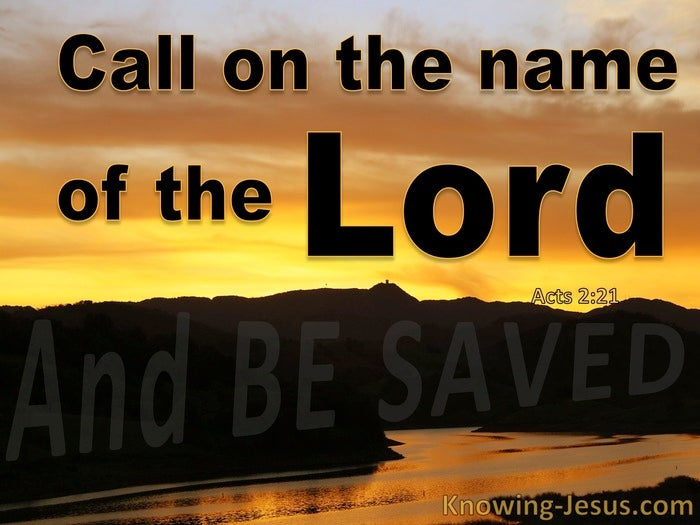 Call on the name
of the Lord
Acts 2:21
And BE SAVED
Knowing-Jesus.com